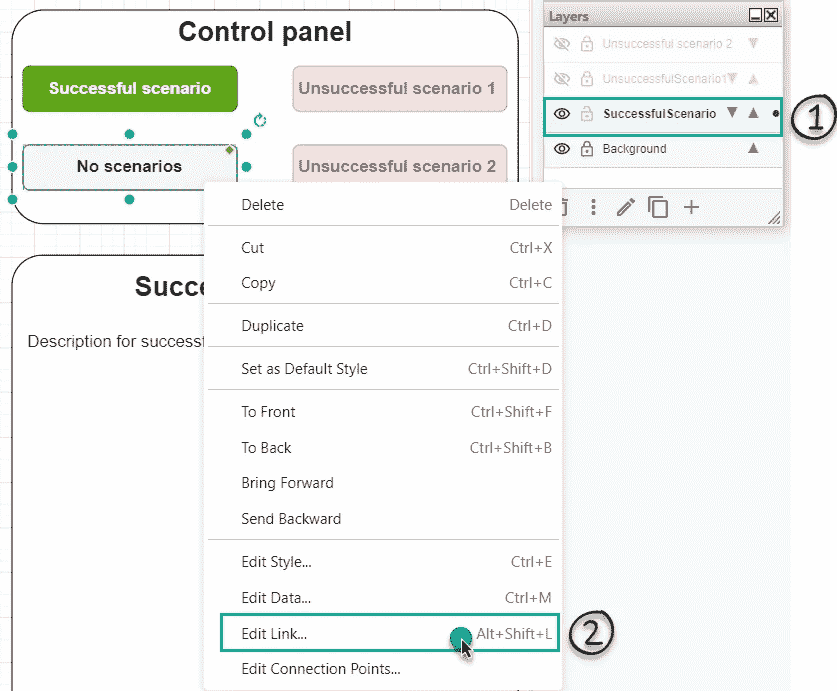 Control panel
Successful scenario
Unsuccessful scenario 1
No scenarios
Unsuccessful scenario 2
Layers
Unsuccessful scenario 2
UnsuccessfulScenario1
SuccessfulScenario
Background
1
Delete Delete
Cut Ctrl+X
Copy Ctrl+C
Duplicate Ctrl+D
Set as Default Style Ctrl+Shift+D
To Front Ctrl+Shift+F
To Back Ctrl+Shift+B
Bring Forward
Send Backward
Edit Style... Ctrl+E
Edit Data... Ctrl+M
Edit Link... Alt+Shift+L
2
Edit Connection Points...
Succe
Description for success